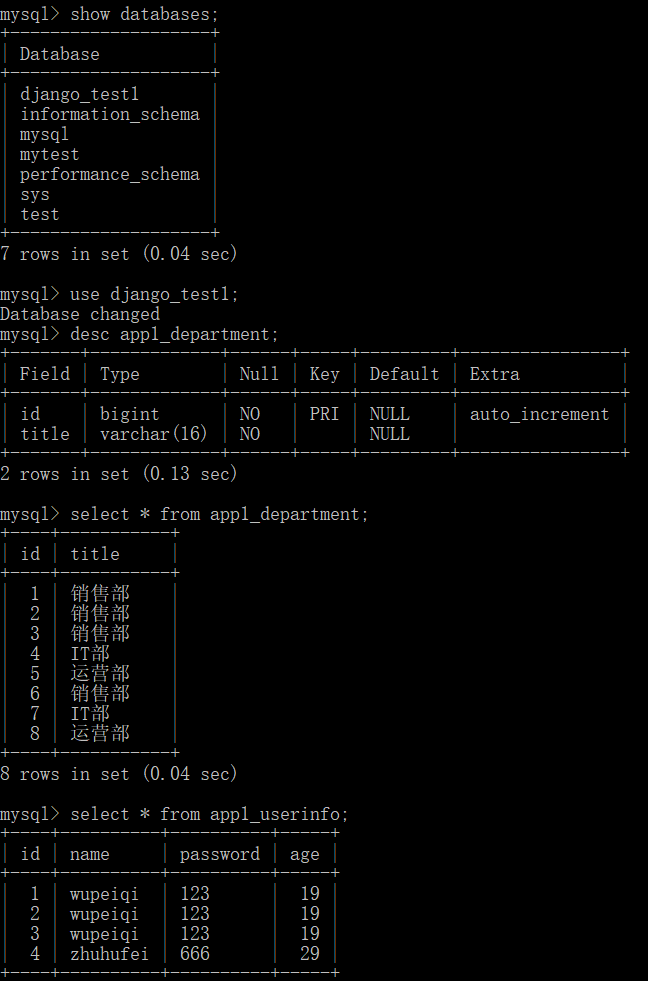 mysql> show databases;
+--------------------+
| Database           |
+--------------------+
| django_test1       |
| information_schema |
| mysql              |
| mytest             |
| performance_schema |
| sys                |
| test               |
+--------------------+
7 rows in set (0.04 sec)
mysql> use django_test1;
Database changed
mysql> desc app1_department;
+-------+-------------+------+-----+---------+----------------+
| Field | Type        | Null | Key | Default | Extra          |
+-------+-------------+------+-----+---------+----------------+
| id    | bigint      | NO   | PRI | NULL    | auto_increment |
| title | varchar(16) | NO   |     | NULL    |                |
+-------+-------------+------+-----+---------+----------------+
2 rows in set (0.13 sec)
mysql> select * from app1_department;
+----+-----------+
| id | title     |
+----+-----------+
|  1 | 销售部    |
|  2 | 销售部    |
|  3 | 销售部    |
|  4 | IT部      |
|  5 | 运营部    |
|  6 | 销售部    |
|  7 | IT部      |
|  8 | 运营部    |
+----+-----------+
8 rows in set (0.04 sec)
mysql> select * from app1_userinfo;
+----+----------+----------+-----+
| id | name     | password | age |
+----+----------+----------+-----+
|  1 | wupeiqi  | 123      |  19 |
|  2 | wupeiqi  | 123      |  19 |
|  3 | wupeiqi  | 123      |  19 |
|  4 | zhuhufei | 666      |  29 |
+----+----------+----------+-----+